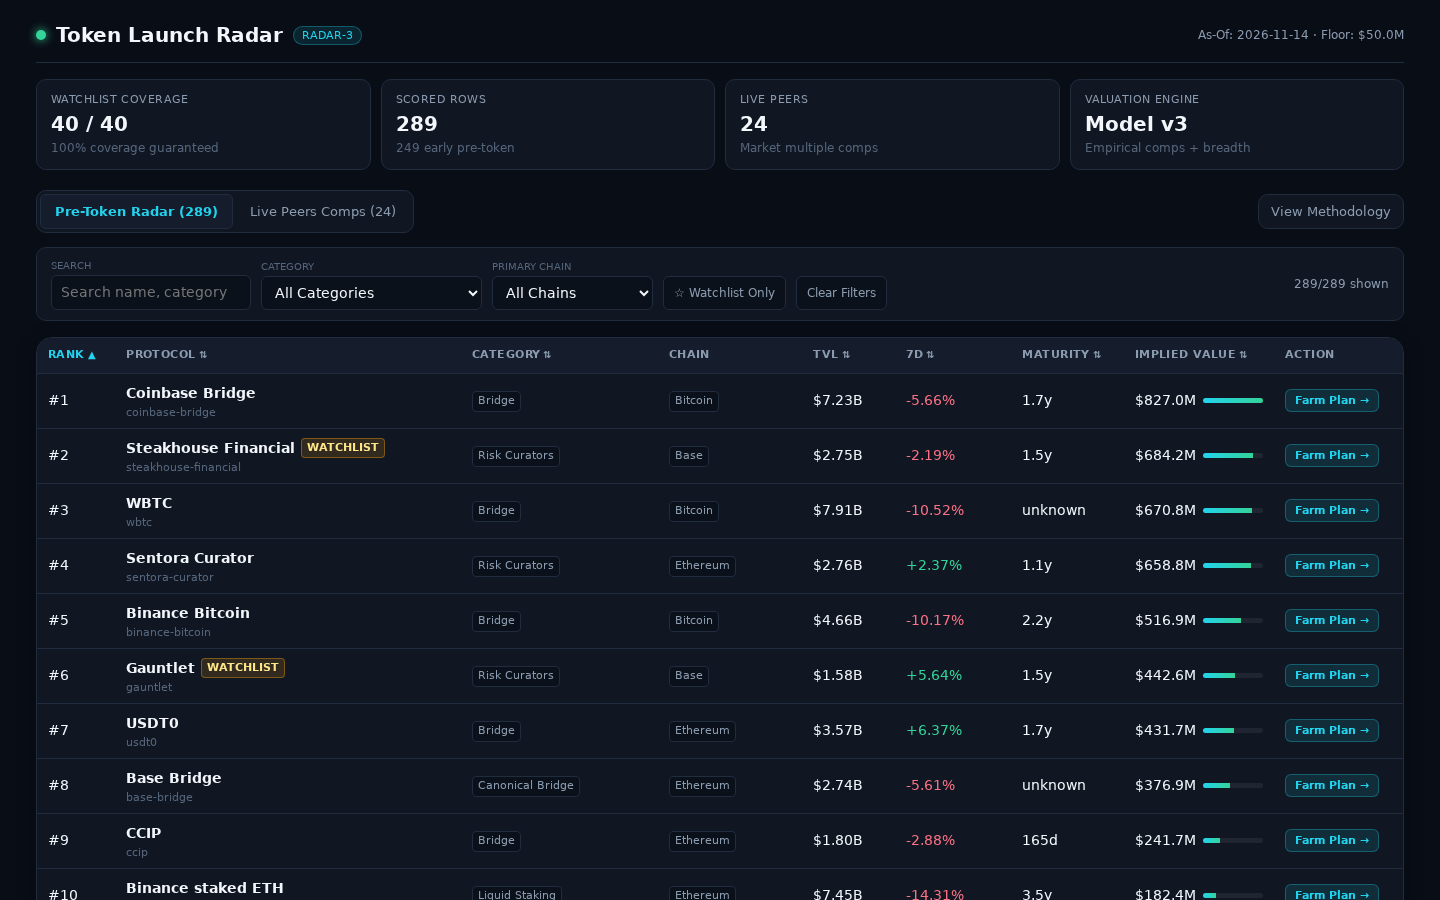 Token Launch Radar RADAR-3
As-Of: 2026-11-14 · Floor: $50.0M
WATCHLIST COVERAGE
40 / 40
100% coverage guaranteed
SCORED ROWS
289
249 early pre-token
LIVE PEERS
24
Market multiple comps
VALUATION ENGINE
Model v3
Empirical comps + breadth
Pre-Token Radar (289) Live Peers Comps (24) View Methodology
SEARCH CATEGORY PRIMARY CHAIN
Search name, category All Categories All Chains ☆ Watchlist Only Clear Filters 289/289 shown
RANK ▲ PROTOCOL ⇅ CATEGORY ⇅ CHAIN TVL ⇅ 7D ⇅ MATURITY ⇅ IMPLIED VALUE ⇅ ACTION
#1 Coinbase Bridge Bridge Bitcoin $7.23B -5.66% 1.7y $827.0M Farm Plan →
coinbase-bridge
#2 Steakhouse Financial WATCHLIST Risk Curators Base $2.75B -2.19% 1.5y $684.2M Farm Plan →
steakhouse-financial
#3 WBTC Bridge Bitcoin $7.91B -10.52% unknown $670.8M Farm Plan →
wbtc
#4 Sentora Curator Risk Curators Ethereum $2.76B +2.37% 1.1y $658.8M Farm Plan →
sentora-curator
#5 Binance Bitcoin Bridge Bitcoin $4.66B -10.17% 2.2y $516.9M Farm Plan →
binance-bitcoin
#6 Gauntlet WATCHLIST Risk Curators Base $1.58B +5.64% 1.5y $442.6M Farm Plan →
gauntlet
#7 USDT0 Bridge Ethereum $3.57B +6.37% 1.7y $431.7M Farm Plan →
usdt0
#8 Base Bridge Canonical Bridge Ethereum $2.74B -5.61% unknown $376.9M Farm Plan →
base-bridge
#9 CCIP Bridge Ethereum $1.80B -2.88% 165d $241.7M Farm Plan →
ccip
#10 Binance staked ETH Liquid Staking Ethereum $7.45B -14.31% 3.5y $182.4M Farm Plan →